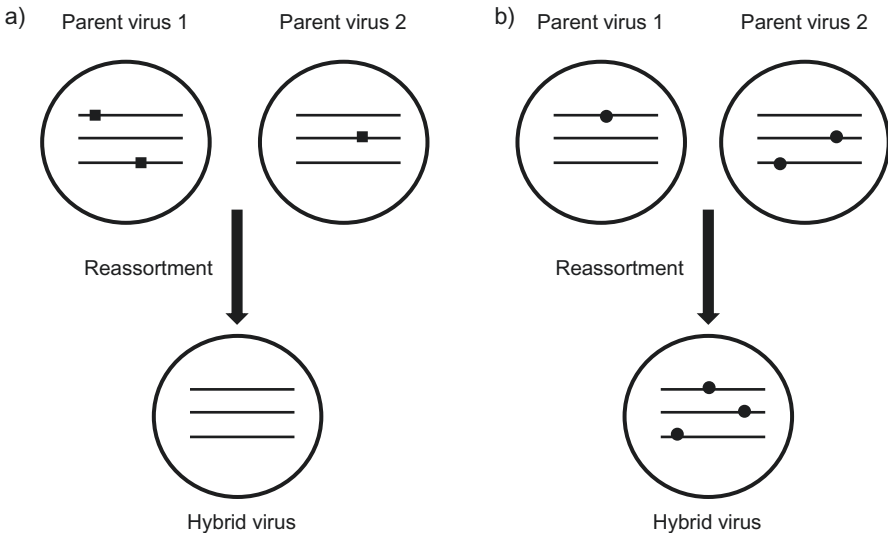 a)
Parent virus 1
Parent virus 2
Reassortment
Hybrid virus
b)
Parent virus 1
Parent virus 2
Reassortment
Hybrid virus